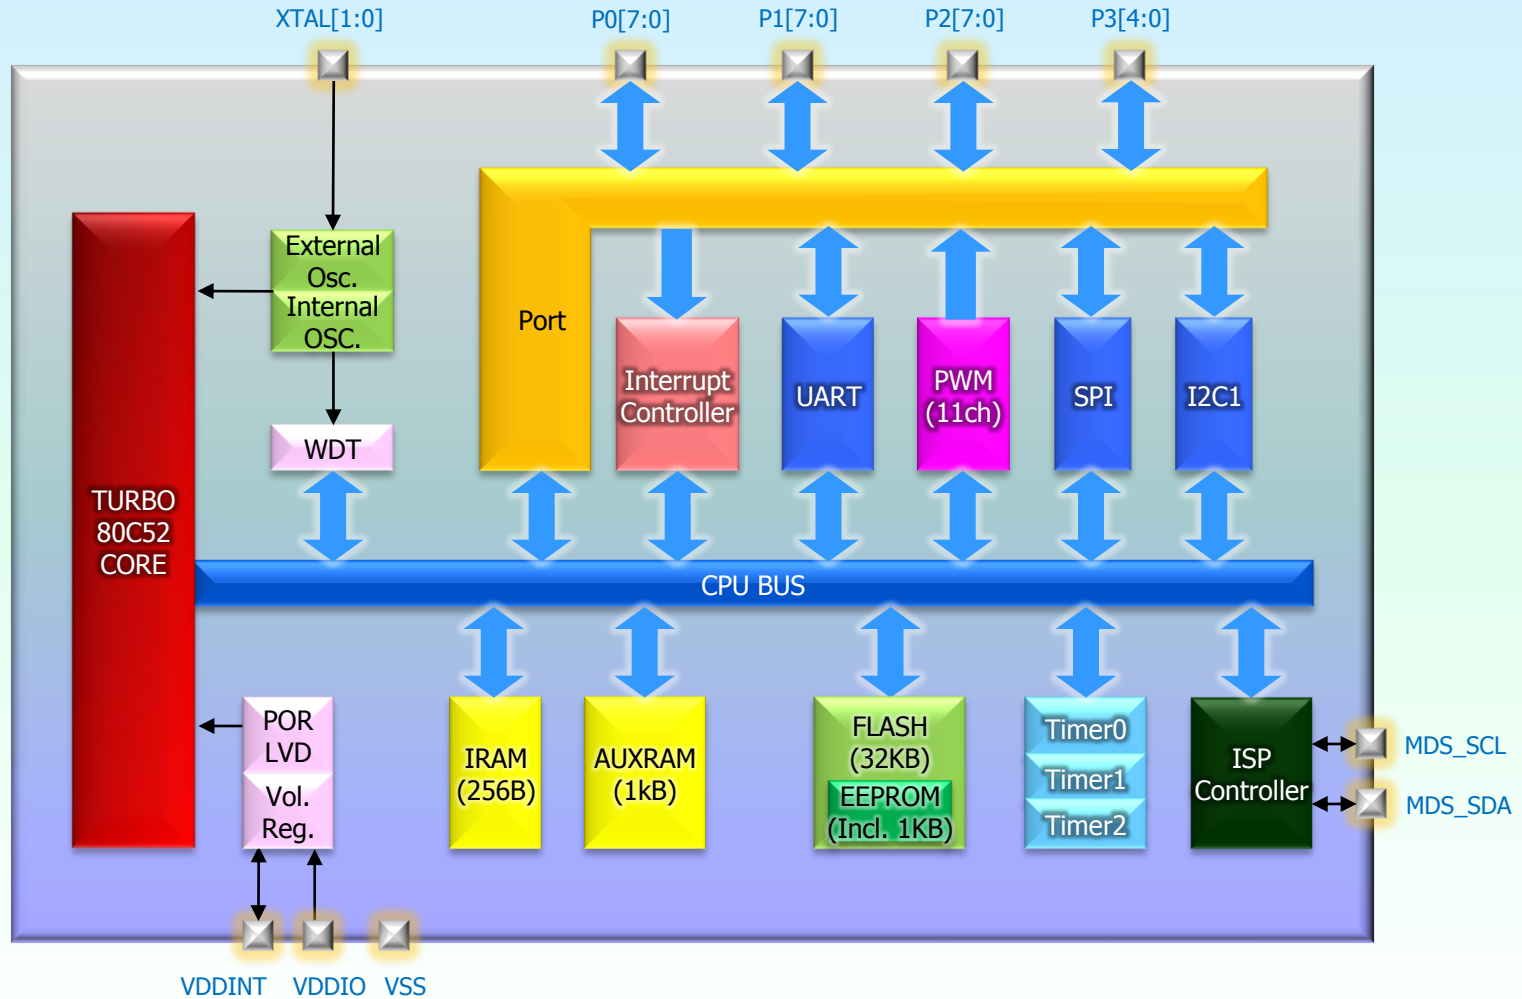 XTAL[1:0]
P0[7:0]
P1[7:0]
P2[7:0]
P3[4:0]
External
Osc.
Internal
OSC.
WDT
Port
Interrupt
Controller
UART
PWM
(11ch)
SPI
I2C1
TURBO
80C52
CORE
CPU BUS
POR
LVD
Vol.
Reg.
IRAM
(256B)
AUXRAM
(1kB)
FLASH
(32KB)
EEPROM
(Incl. 1KB)
Timer0
Timer1
Timer2
ISP
Controller
MDS_SCL
MDS_SDA
VDDINT
VDDIO
VSS